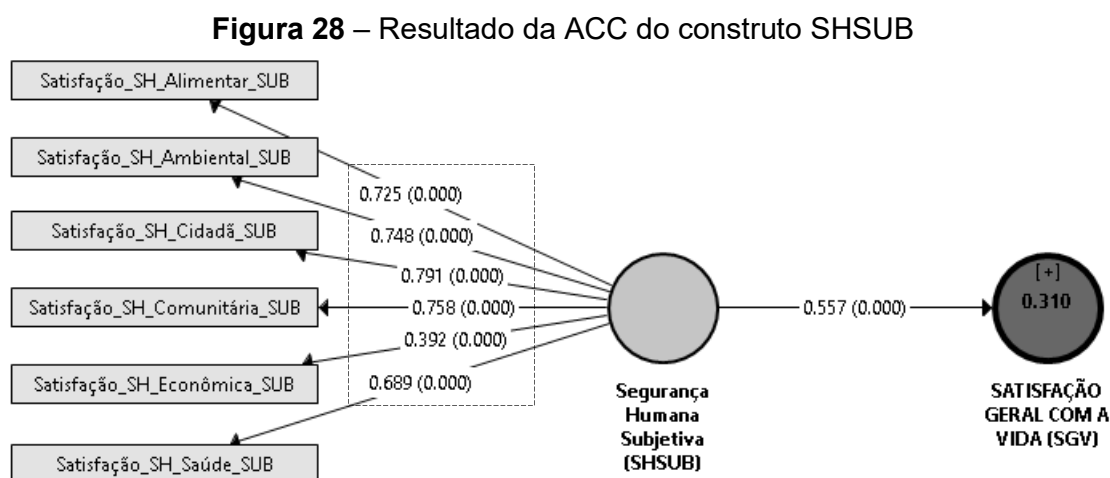 Figura 28 – Resultado da ACC do construto SHSUB
Satisfação_SH_Alimentar_SUB
Satisfação_SH_Ambiental_SUB
Satisfação_SH_Cidadã_SUB
Satisfação_SH_Comunitária_SUB
Satisfação_SH_Econômica_SUB
Satisfação_SH_Saúde_SUB
0.725 (0.000)
0.748 (0.000)
0.791 (0.000)
0.758 (0.000)
0.392 (0.000)
0.689 (0.000)
Segurança
Humana
Subjetiva
(SHSUB)
0.557 (0.000)
[+]
0.310
SATISFAÇÃO
GERAL COM A
VIDA (SGV)